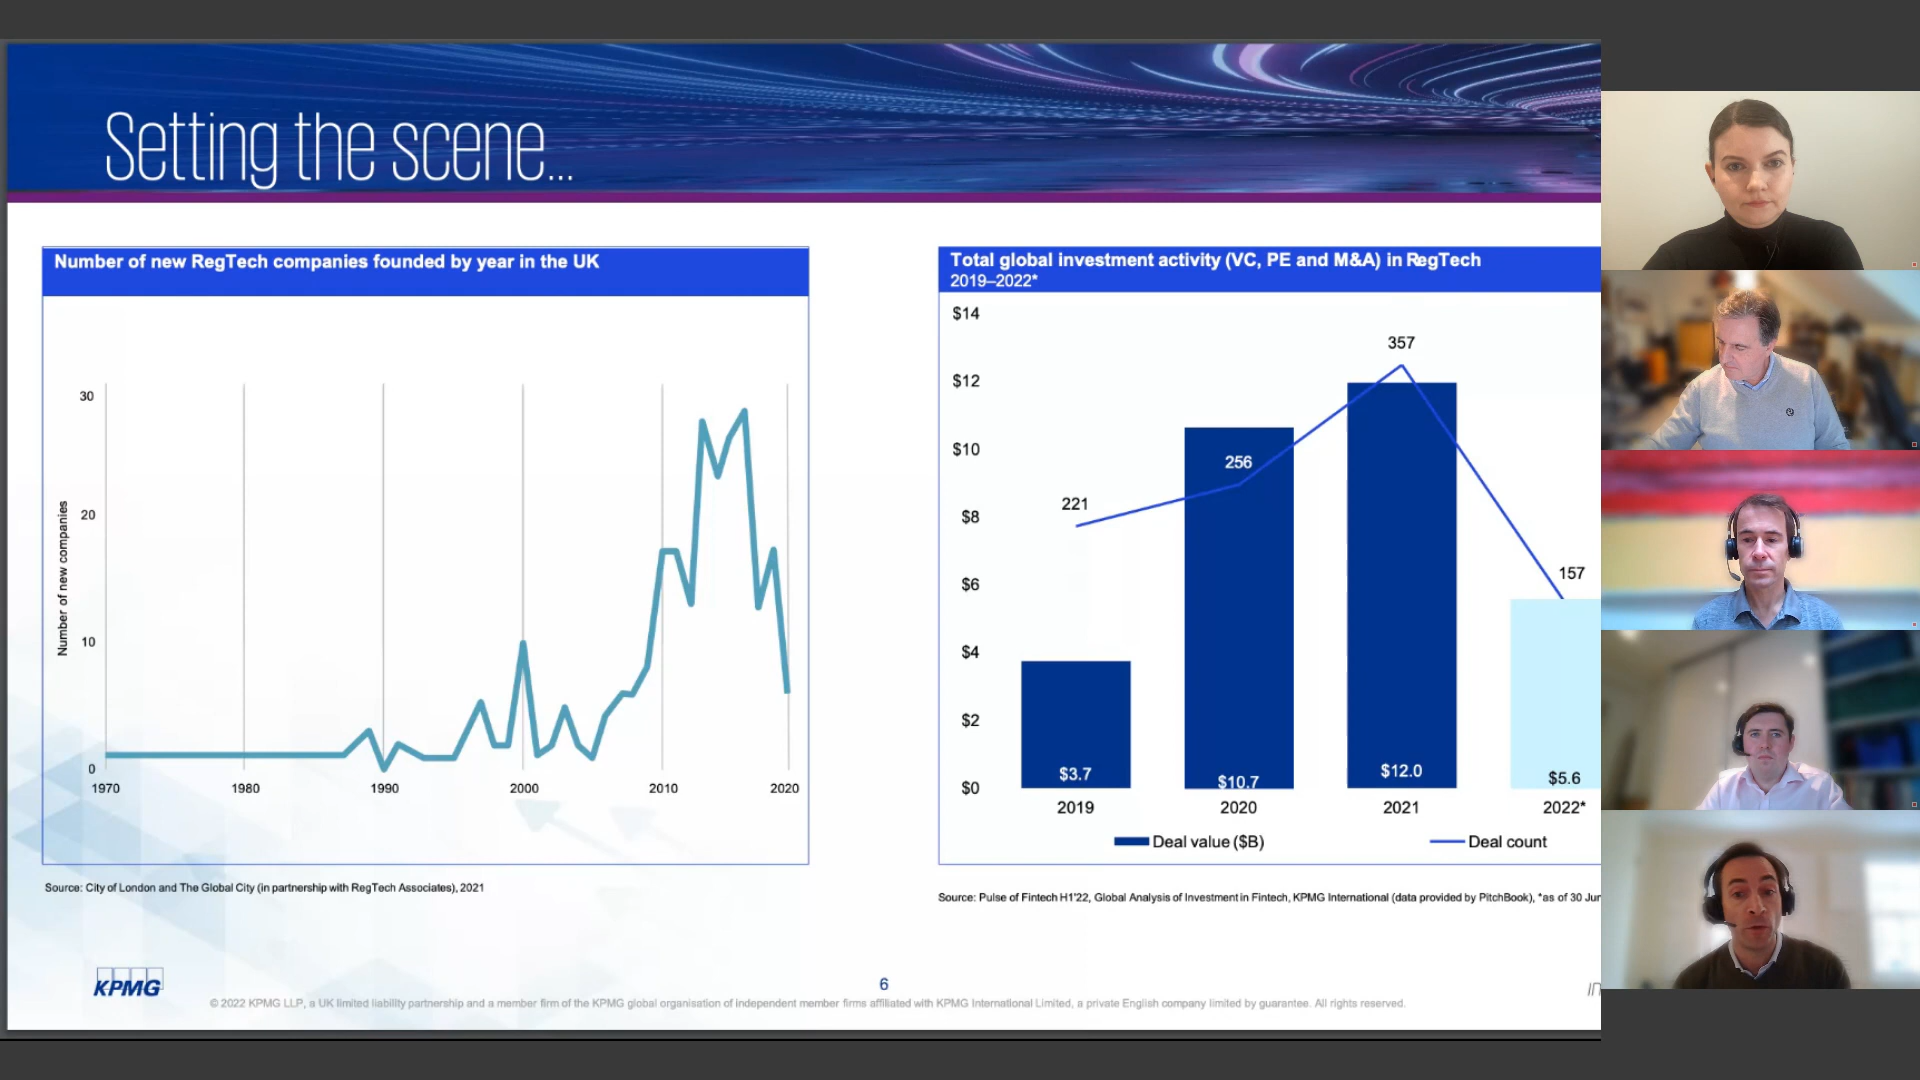 Setting the scene...
Number of new RegTech companies founded by year in the UK
30
20
10
0
Number of new companies
1970 1980 1990 2000 2010 2020
Source: City of London and The Global City (in partnership with RegTech Associates), 2021
Total global investment activity (VC, PE and M&A) in RegTech
2019–2022*
$14
$12
$10
$8
$6
$4
$2
$0
357
256
221
157
$3.7 $10.7 $12.0 $5.6
2019 2020 2021 2022*
Deal value ($B) Deal count
Source: Pulse of Fintech H1'22, Global Analysis of Investment in Fintech, KPMG International (data provided by PitchBook), *as of 30 Jun
KPMG
6
© 2022 KPMG LLP, a UK limited liability partnership and a member firm of the KPMG global organisation of independent member firms affiliated with KPMG International Limited, a private English company limited by guarantee. All rights reserved.